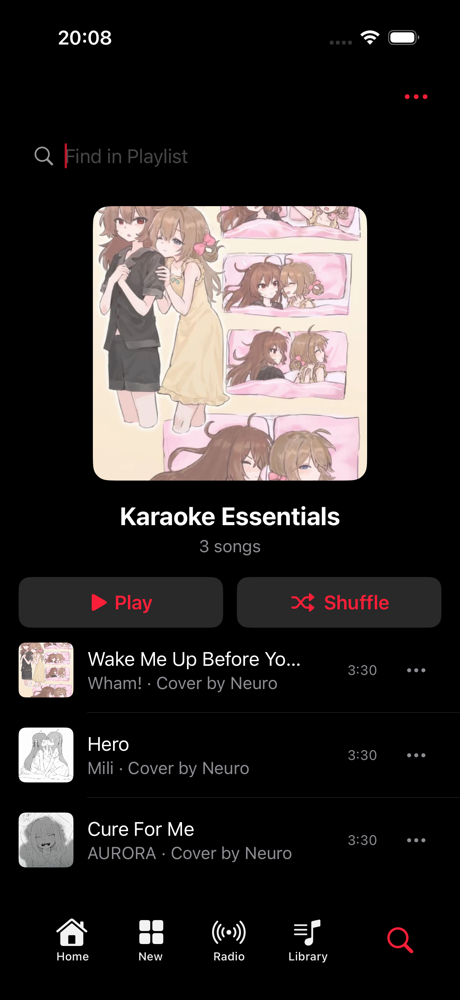 20:08
Find in Playlist
Karaoke Essentials
3 songs
Play
Shuffle
Wake Me Up Before Yo...
Wham! · Cover by Neuro
3:30
Hero
Mili · Cover by Neuro
3:30
Cure For Me
AURORA · Cover by Neuro
3:30
Home
New
Radio
Library